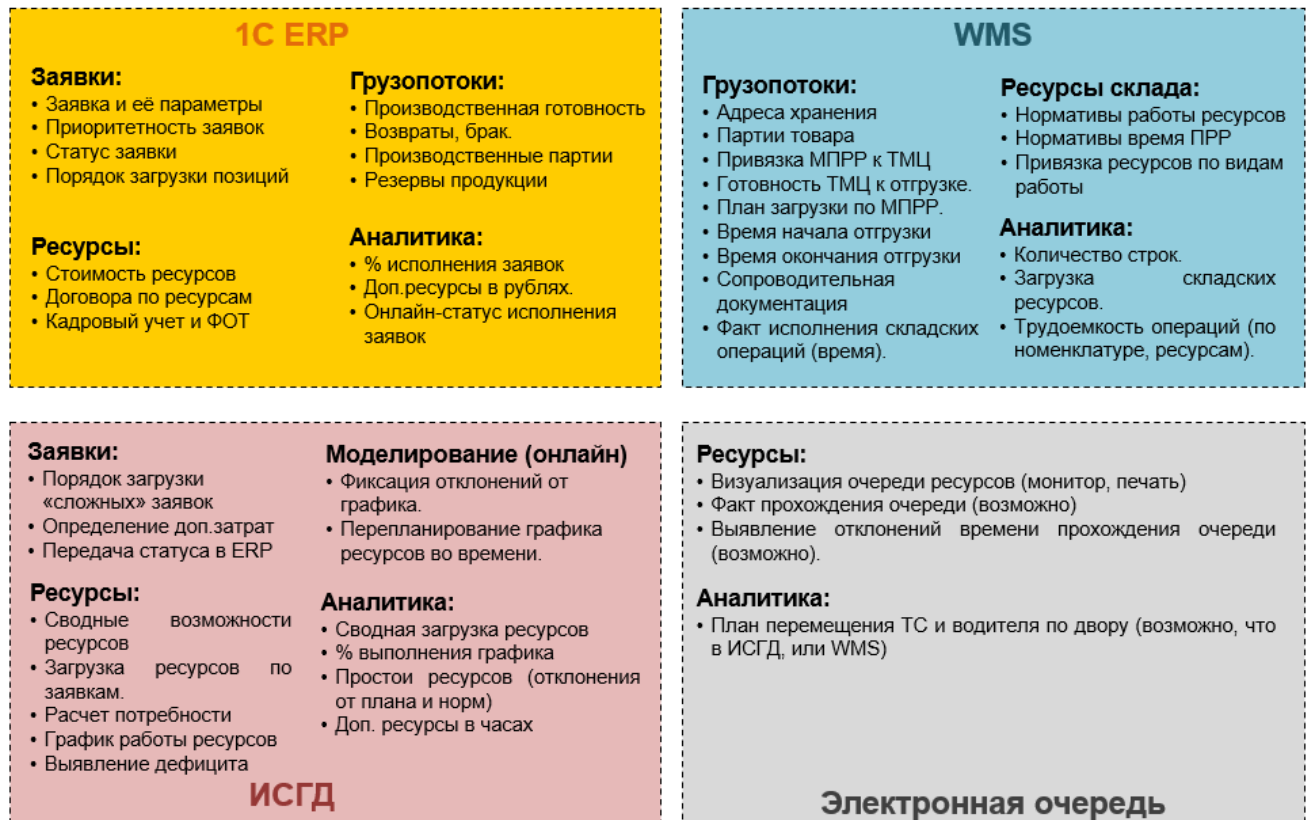 1С ERP
Заявки:
• Заявка и её параметры
• Приоритетность заявок
• Статус заявки
• Порядок загрузки позиций
Ресурсы:
• Стоимость ресурсов
• Договора по ресурсам
• Кадровый учет и ФОТ
Грузопотоки:
• Производственная готовность
• Возвраты, брак.
• Производственные партии
• Резервы продукции
Аналитика:
• % исполнения заявок
• Доп.ресурсы в рублях.
• Онлайн-статус исполнения
заявок
WMS
Грузопотоки:
• Адреса хранения
• Партии товара
• Привязка МПРР к ТМЦ
• Готовность ТМЦ к отгрузке.
• План загрузки по МПРР.
• Время начала отгрузки
• Время окончания отгрузки
• Сопроводительная
документация
• Факт исполнения складских
операций (время).
Ресурсы склада:
• Нормативы работы ресурсов
• Нормативы время ПРР
• Привязка ресурсов по видам
работы
Аналитика:
• Количество строк.
• Загрузка складских
ресурсов.
• Трудоемкость операций (по
номенклатуре, ресурсам).
Заявки:
• Порядок загрузки
«сложных» заявок
• Определение доп.затрат
• Передача статуса в ERP
Ресурсы:
• Сводные возможности
ресурсов
• Загрузка ресурсов по
заявкам.
• Расчет потребности
• График работы ресурсов
• Выявление дефицита
Моделирование (онлайн)
• Фиксация отклонений от
графика.
• Перепланирование графика
ресурсов во времени.
Аналитика:
• Сводная загрузка ресурсов
• % выполнения графика
• Простои ресурсов (отклонения
от плана и норм)
• Доп. ресурсы в часах
ИСГД
Ресурсы:
• Визуализация очереди ресурсов (монитор, печать)
• Факт прохождения очереди (возможно)
• Выявление отклонений времени прохождения очереди
(возможно).
Аналитика:
• План перемещения ТС и водителя по двору (возможно, что
в ИСГД, или WMS)
Электронная очередь